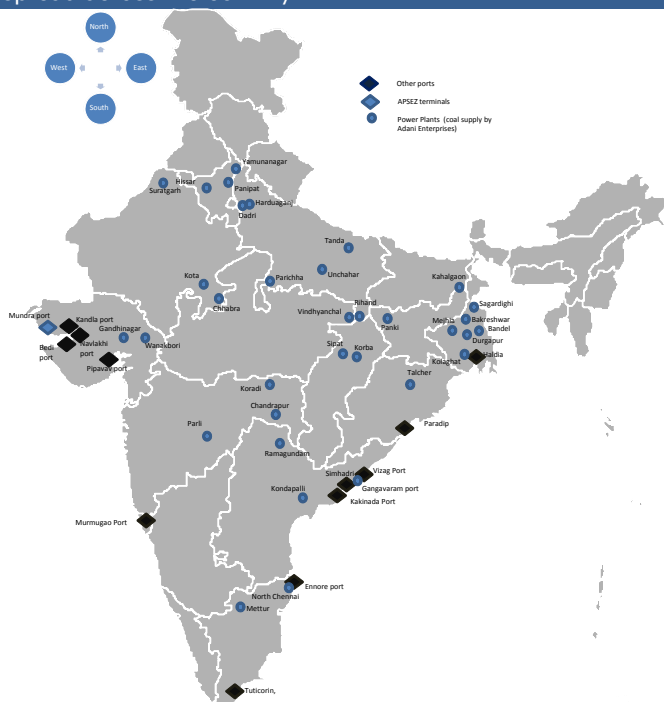 North
West
East
South
Other ports
APSEZ terminals
Power Plants (coal supply by
Adani Enterprises)
Yamunanagar
Hissar
Suratgarh
Panipat
Harduaganj
Dadri
Tanda
Unchahar
Kota
Parichha
Chhabra
Kahalgaon
Sagardighi
Rihand
Vindhyanchal
Panki
Mejhia
Bakreshwar
Bandel
Durgapur
Mundra port
Kandla port
Gandhinagar
Navlakhi
port
Bedi
port
Wanakbori
Pipavav port
Sipat
Korba
Kolaghat
Haldia
Talcher
Koradi
Chandrapur
Parli
Paradip
Ramagundam
Simhadri
Vizag Port
Gangavaram port
Kakinada Port
Kondapalli
Murmugao Port
Ennore port
North Chennai
Mettur
Tuticorin,